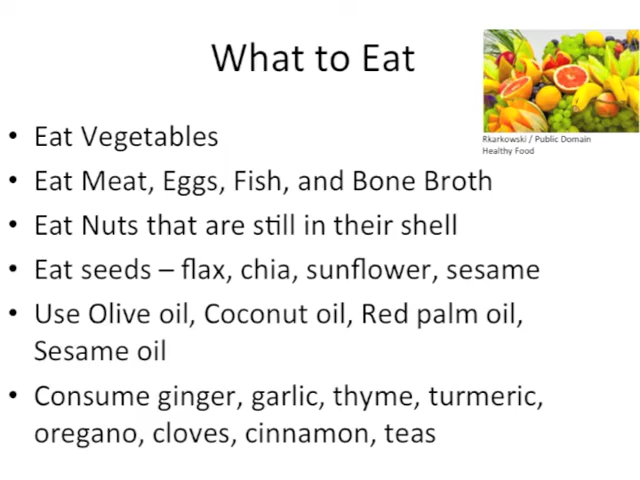 What to Eat
Rkarkowski / Public Domain
Healthy Food
• Eat Vegetables
• Eat Meat, Eggs, Fish, and Bone Broth
• Eat Nuts that are still in their shell
• Eat seeds – flax, chia, sunflower, sesame
• Use Olive oil, Coconut oil, Red palm oil,
Sesame oil
• Consume ginger, garlic, thyme, turmeric,
oregano, cloves, cinnamon, teas